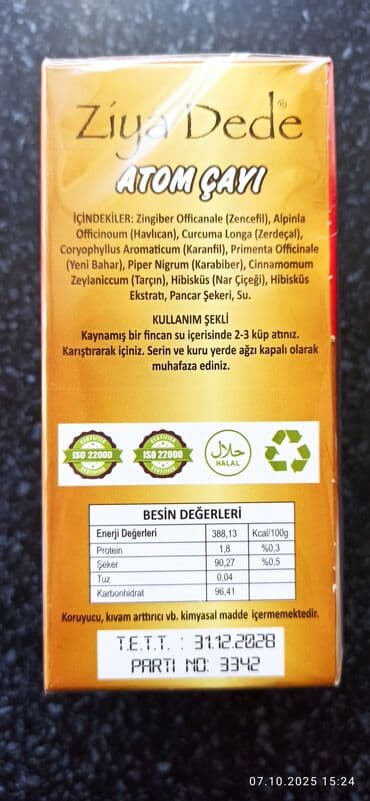 Ziya Dede®
ATOM ÇAYI
İÇİNDEKİLER: Zingiber Officanale (Zencefil), Alpinla
Officinoum (Havlıcan), Curcuma Longa (Zerdeçal),
Coryophyllus Aromaticum (Karanfil), Primenta Officinale
(Yeni Bahar), Piper Nigrum (Karabiber), Cinnamomum
Zeylaniccum (Tarçın), Hibisküs (Nar Çiçeği), Hibisküs
Ekstratı, Pancar Şekeri, Su.
KULLANIM ŞEKLİ
Kaynamış bir fincan su içerisinde 2-3 küp atınız.
Karıştırarak içiniz. Serin ve kuru yerde ağzı kapalı olarak
muhafaza ediniz.
CERTIFIED ISO 22000 CERTIFIED
CERTIFIED ISO 22000 CERTIFIED
حلال
HALAL
BESİN DEĞERLERİ
Enerji Değerleri 388,13 Kcal/100g
Protein 1,8 %0,3
Şeker 90,27 %0,5
Tuz 0,04
Karbonhidrat 96,41
Koruyucu, kıvam arttırıcı vb. kimyasal madde içermemektedir.
T.E.T.T. : 31.12.2028
PARTİ NO: 3342
07.10.2025 15:24